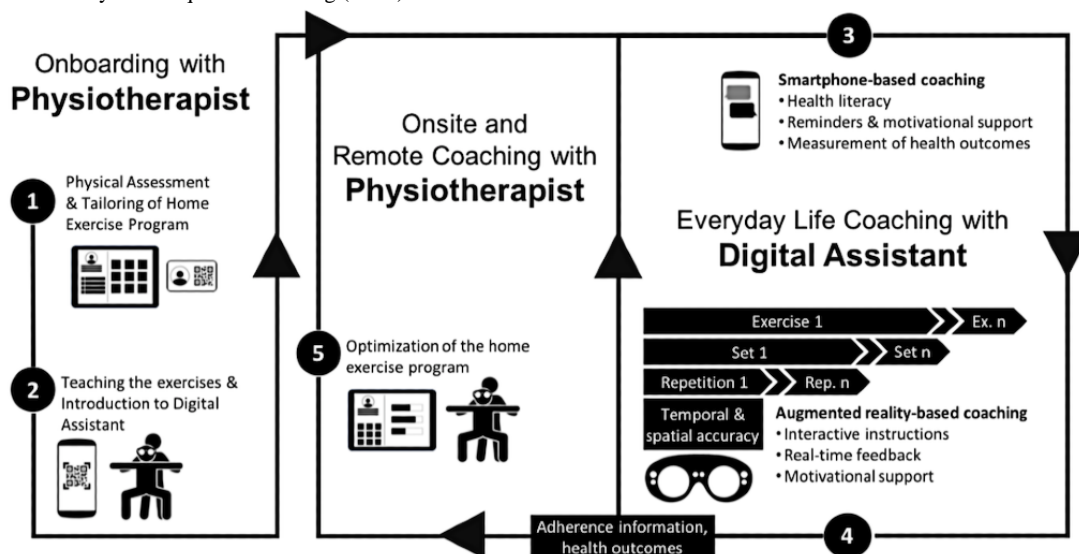 Onboarding with
Physiotherapist
1
Physical Assessment
& Tailoring of Home
Exercise Program
2
Teaching the exercises &
Introduction to Digital
Assistant
Onsite and
Remote Coaching with
Physiotherapist
5
Optimization of the home
exercise program
3
Smartphone-based coaching
• Health literacy
• Reminders & motivational support
• Measurement of health outcomes
Everyday Life Coaching with
Digital Assistant
Exercise 1
Ex. n
Set 1
Set n
Repetition 1
Rep. n
Temporal &
spatial accuracy
Augmented reality-based coaching
• Interactive instructions
• Real-time feedback
• Motivational support
Adherence information,
health outcomes
4